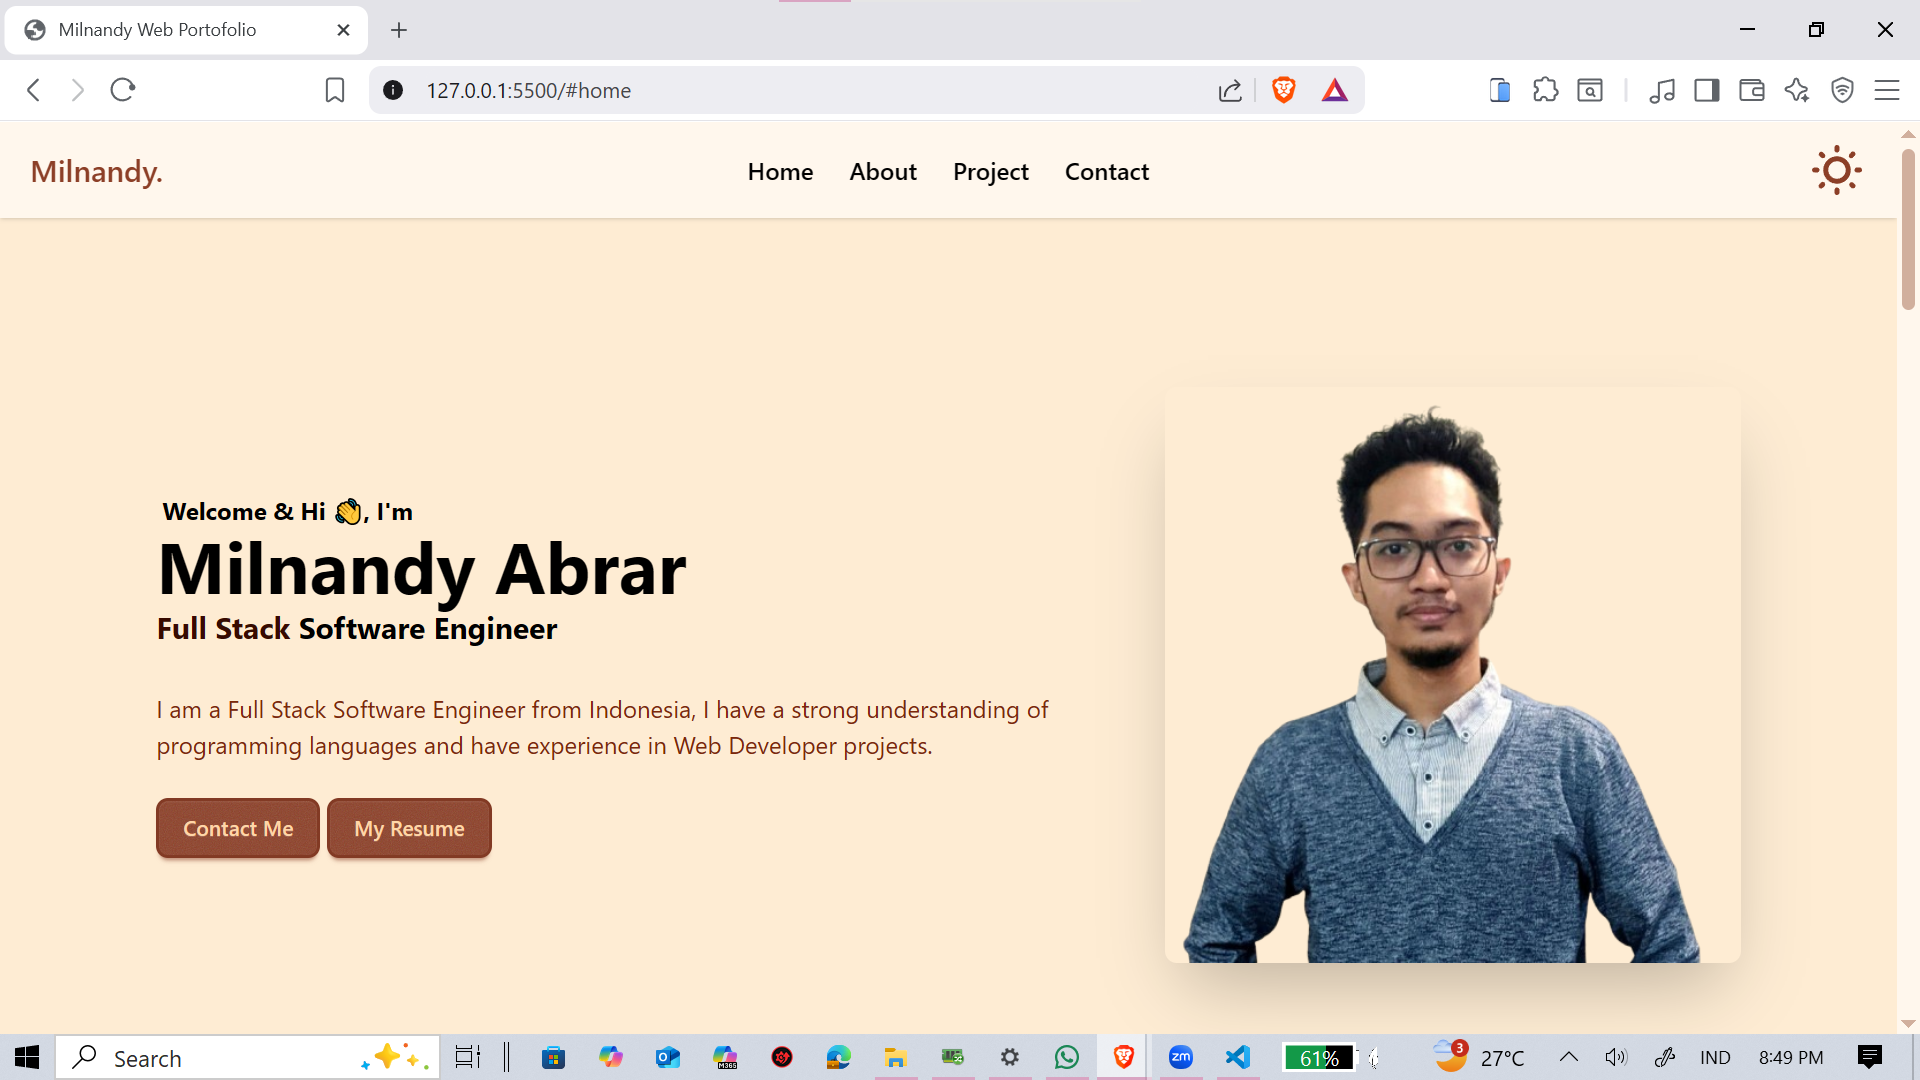 Milnandy Web Portofolio
127.0.0.1:5500/#home
Milnandy.
Home About Project Contact
Welcome & Hi 👋, I'm
Milnandy Abrar
Full Stack Software Engineer
I am a Full Stack Software Engineer from Indonesia, I have a strong understanding of
programming languages and have experience in Web Developer projects.
Contact Me My Resume
Search
M365
zm
61%
3
27°C
IND
8:49 PM